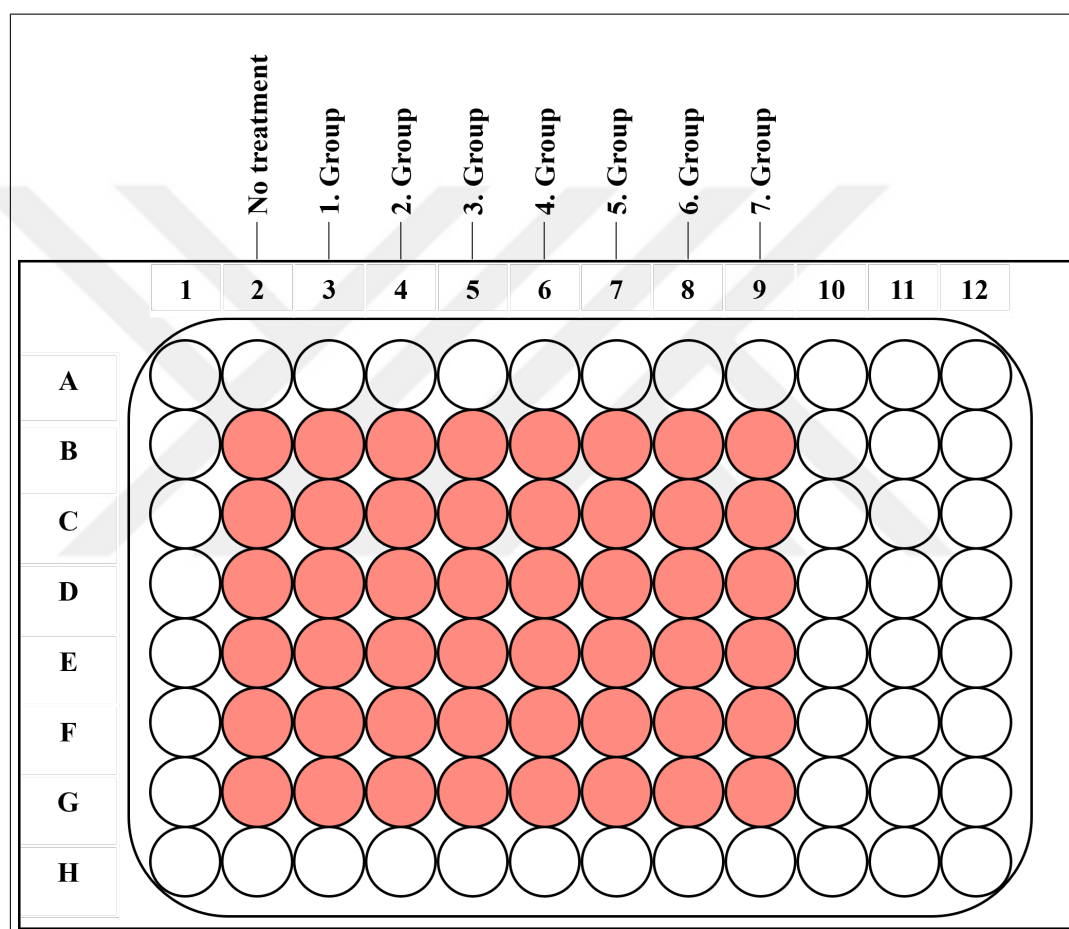 No treatment
1. Group
2. Group
3. Group
4. Group
5. Group
6. Group
7. Group
1 2 3 4 5 6 7 8 9 10 11 12
A
B
C
D
E
F
G
H